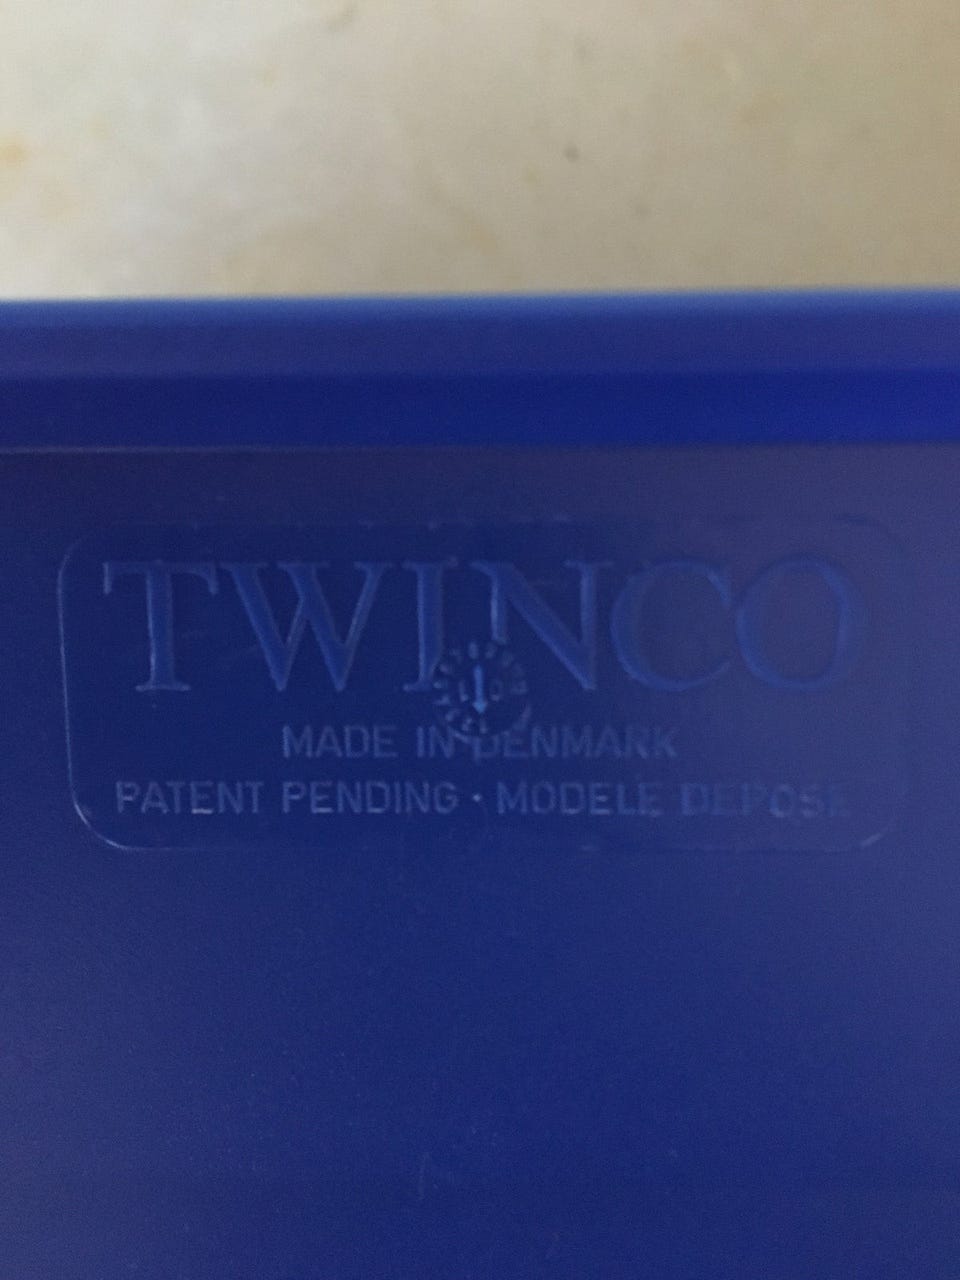 TWINCO
MADE IN DENMARK
PATENT PENDING · MODELE DEPOSE